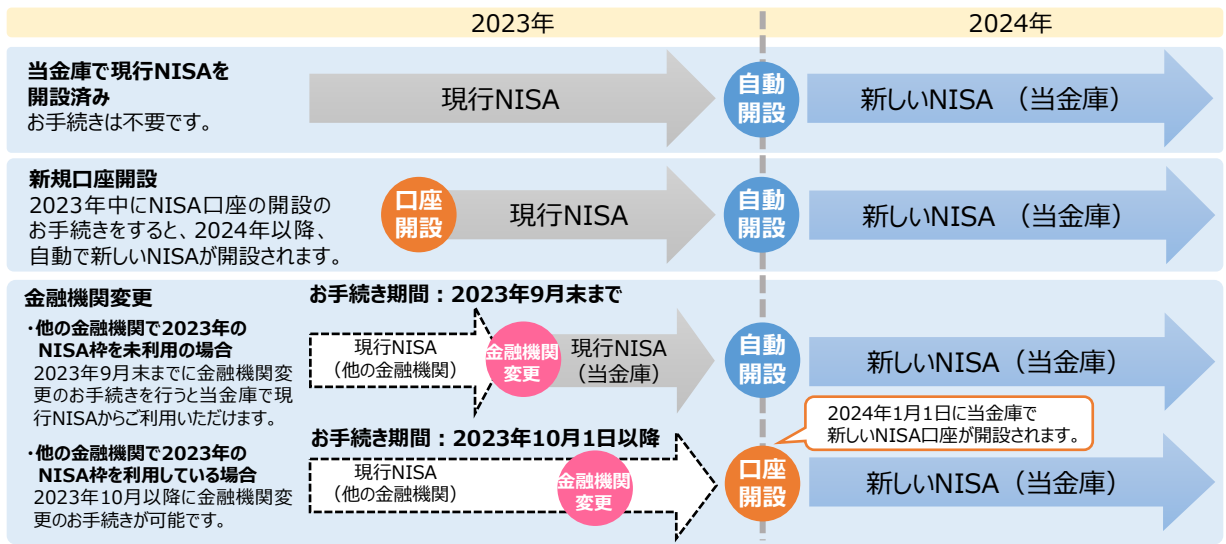 2023年
2024年
当金庫で現行NISAを
開設済み
お手続きは不要です。
現行NISA
自動
開設
新しいNISA （当金庫）
新規口座開設
2023年中にNISA口座の開設の
お手続きをすると、2024年以降、
自動で新しいNISAが開設されます。
口座
開設
現行NISA
自動
開設
新しいNISA （当金庫）
金融機関変更
・他の金融機関で2023年の
NISA枠を未利用の場合
2023年9月末までに金融機関変
更のお手続きを行うと当金庫で現
行NISAからご利用いただけます。
お手続き期間：2023年9月末まで
現行NISA
（他の金融機関）
金融機関
変更
現行NISA
（当金庫）
自動
開設
新しいNISA（当金庫）
2024年1月1日に当金庫で
新しいNISA口座が開設されます。
・他の金融機関で2023年の
NISA枠を利用している場合
2023年10月以降に金融機関変
更のお手続きが可能です。
お手続き期間：2023年10月1日以降
現行NISA
（他の金融機関）
金融機関
変更
口座
開設
新しいNISA（当金庫）